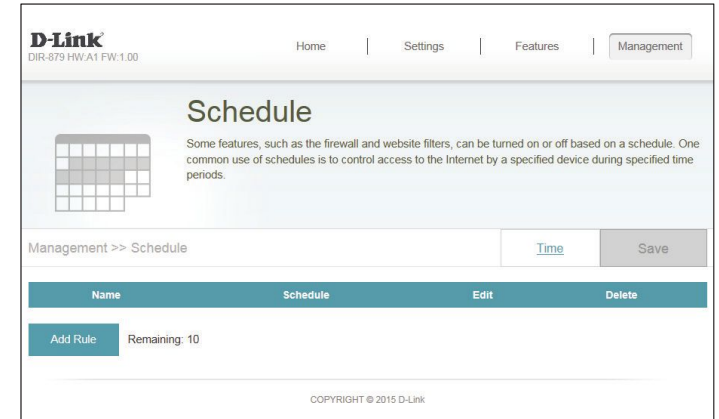 D-Link
DIR-879 HW:A1 FW:1.00
Home Settings Features Management
Schedule
Some features, such as the firewall and website filters, can be turned on or off based on a schedule. One
common use of schedules is to control access to the Internet by a specified device during specified time
periods.
Management >> Schedule Time Save
Name Schedule Edit Delete
Add Rule Remaining: 10
COPYRIGHT © 2015 D-Link